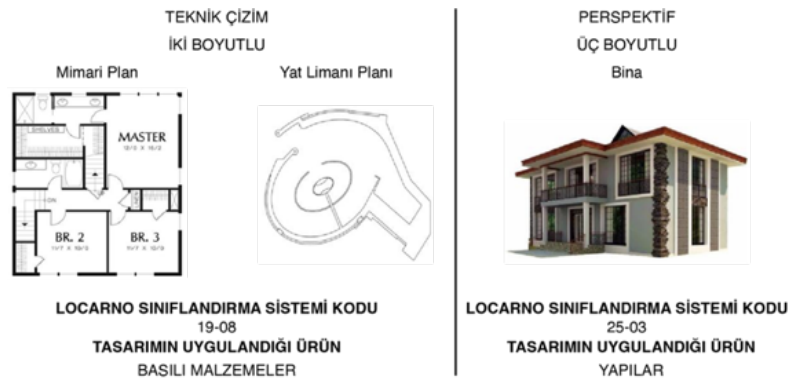 TEKNİK ÇİZİM
İKİ BOYUTLU
Mimari Plan
Yat Limanı Planı
SHELVES
MASTER
DN
BR. 2
BR. 3
LOCARNO SINIFLANDIRMA SİSTEMİ KODU
19-08
TASARIMIN UYGULANDIĞI ÜRÜN
BASILI MALZEMELER
PERSPEKTİF
ÜÇ BOYUTLU
Bina
LOCARNO SINIFLANDIRMA SİSTEMİ KODU
25-03
TASARIMIN UYGULANDIĞI ÜRÜN
YAPILAR